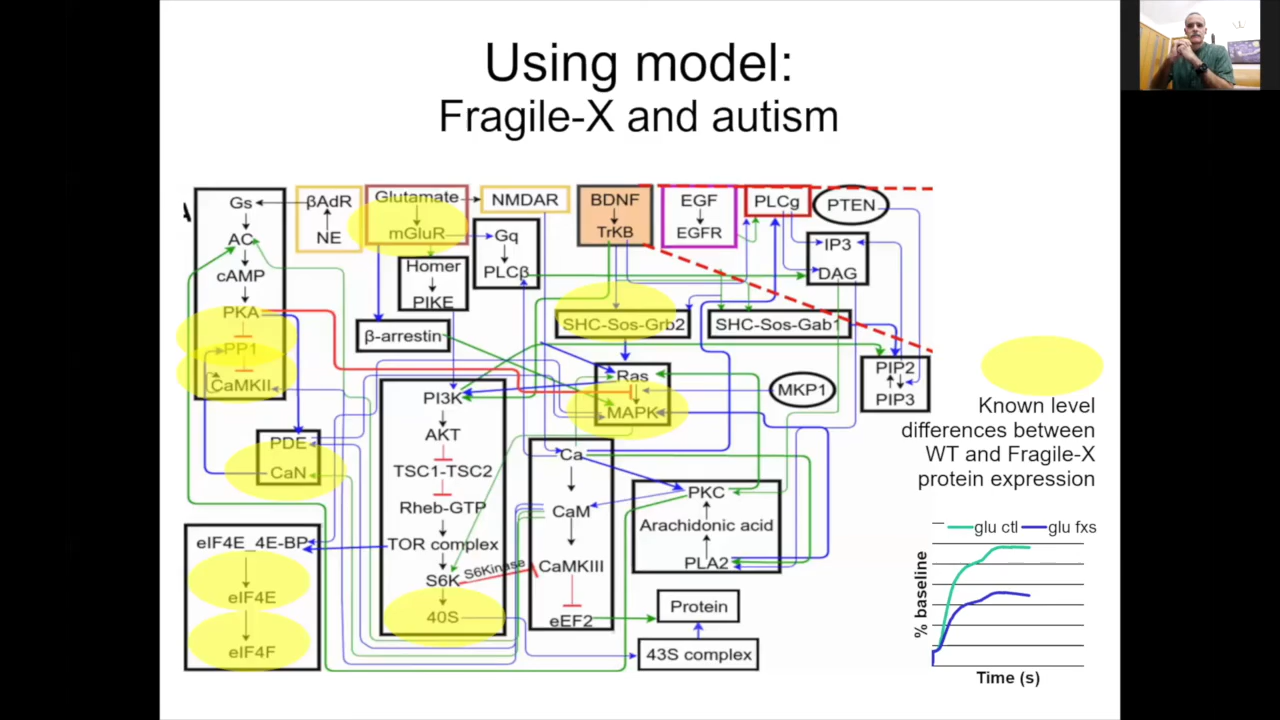 Using model:
Fragile-X and autism
Gs
βAdR
Glutamate
NMDAR
BDNF
EGF
PLCg
PTEN
AC
NE
mGluR
Gq
TrKB
EGFR
IP3
cAMP
Homer
PLCβ
DAG
PIKE
PKA
β-arrestin
SHC-Sos-Grb2
SHC-Sos-Gab1
PP1
CaMKII
Ras
MAPK
MKP1
PIP2
PIP3
PI3K
AKT
TSC1-TSC2
Rheb-GTP
TOR complex
S6K
S6Kinase
40S
PDE
CaN
Ca
CaM
CaMKIII
eEF2
PKC
Arachidonic acid
PLA2
eIF4E_4E-BP
eIF4E
eIF4F
Protein
43S complex
Known level
differences between
WT and Fragile-X
protein expression
glu ctl
glu fxs
% baseline
Time (s)